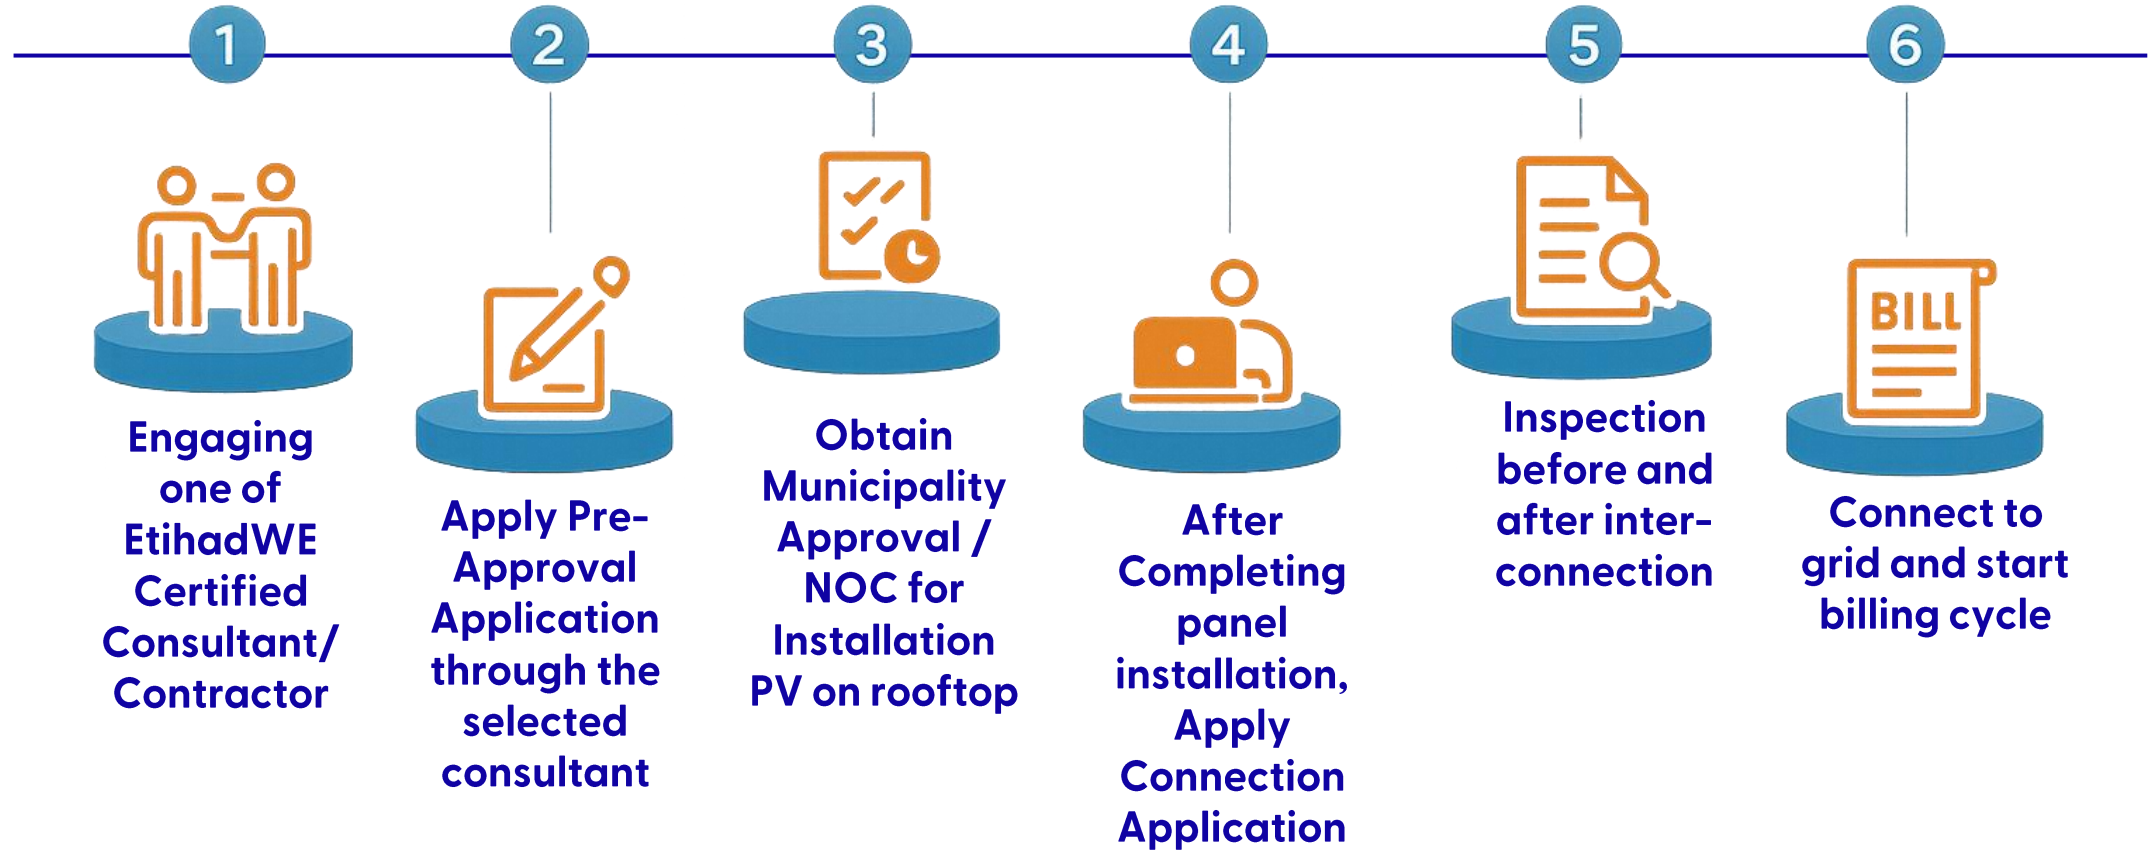 1
2
3
4
5
6
Engaging
one of
EtihadWE
Certified
Consultant/
Contractor
Apply Pre-
Approval
Application
through the
selected
consultant
Obtain
Municipality
Approval /
NOC for
Installation
PV on rooftop
After
Completing
panel
installation,
Apply
Connection
Application
Inspection
before and
after inter-
connection
BILL
Connect to
grid and start
billing cycle